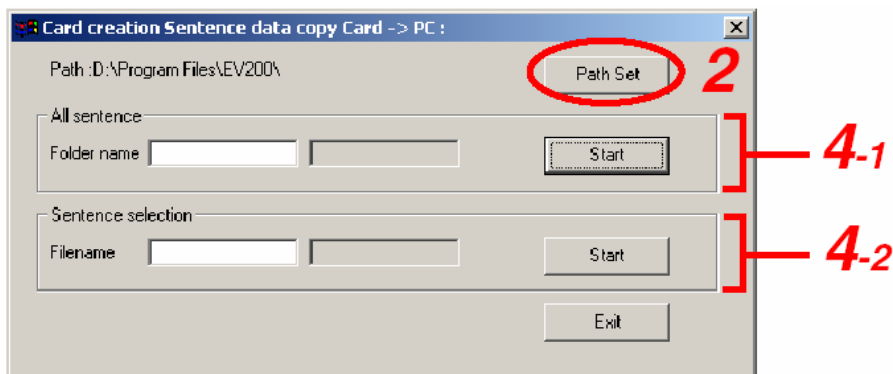 Card creation Sentence data copy Card -> PC :
Path :D:\Program Files\EV200\
Path Set
2
All sentence
Folder name
Start
4-1
Sentence selection
Filename
Start
4-2
Exit